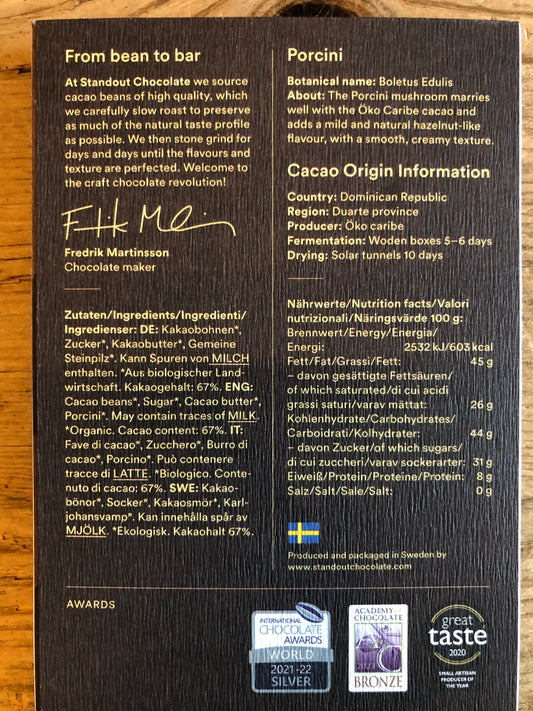 From bean to bar
At Standout Chocolate we source
cacao beans of high quality, which
we carefully slow roast to preserve
as much of the natural taste profile
as possible. We then stone grind for
days and days until the flavours and
texture are perfected. Welcome to
the craft chocolate revolution!
Fredrik Martinsson
Chocolate maker
Zutaten/Ingredients/Ingredienti/
Ingredienser: DE: Kakaobohnen*,
Zucker*, Kakaobutter*, Gemeine
Steinpilz*. Kann Spuren von MILCH
enthalten. *Aus biologischer Land-
wirtschaft. Kakaogehalt: 67%. ENG:
Cacao beans*, Sugar*, Cacao butter*,
Porcini*. May contain traces of MILK.
*Organic. Cacao content: 67%. IT:
Fave di cacao*, Zucchero*, Burro di
cacao*, Porcino*. Può contenere
tracce di LATTE. *Biologico. Conte-
nuto di cacao: 67%. SWE: Kakao-
bönor*, Socker*, Kakaosmör*, Karl-
johansvamp*. Kan innehålla spår av
MJÖLK. *Ekologisk. Kakaohalt 67%.
Porcini
Botanical name: Boletus Edulis
About: The Porcini mushroom marries
well with the Öko Caribe cacao and
adds a mild and natural hazelnut-like
flavour, with a smooth, creamy texture.
Cacao Origin Information
Country: Dominican Republic
Region: Duarte province
Producer: Öko caribe
Fermentation: Woden boxes 5–6 days
Drying: Solar tunnels 10 days
Nährwerte/Nutrition facts/Valori
nutrizionali/Näringsvärde 100 g:
Brennwert/Energy/Energia/
Energi: 2532 kJ/603 kcal
Fett/Fat/Grassi/Fett: 45 g
– davon gesättigte Fettsäuren/
of which saturated/di cui acidi
grassi saturi/varav mättat: 26 g
Kohlenhydrate/Carbohydrates/
Carboidrati/Kolhydrater: 44 g
– davon Zucker/of which sugars/
di cui zuccheri/varav sockerarter: 31 g
Eiweiß/Protein/Proteine/Protein: 8 g
Salz/Salt/Sale/Salt: 0 g
Produced and packaged in Sweden by
www.standoutchocolate.com
AWARDS
INTERNATIONAL
CHOCOLATE
AWARDS
WORLD
2021-22
SILVER
ACADEMY of
CHOCOLATE
BRONZE
great
taste
2020
SMALL ARTISAN
PRODUCER OF
THE YEAR